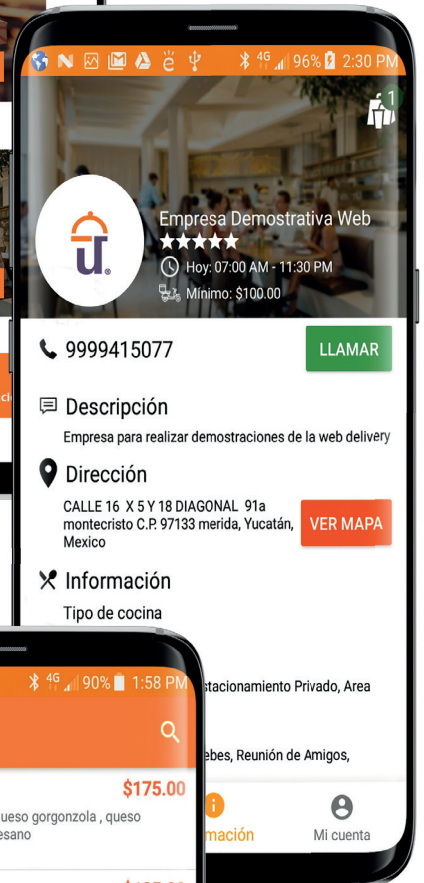 4G 96% 2:30 PM
1
Empresa Demostrativa Web
Hoy: 07:00 AM - 11:30 PM
Mínimo: $100.00
u.®
9999415077
LLAMAR
Descripción
Empresa para realizar demostraciones de la web delivery
Dirección
CALLE 16 X 5 Y 18 DIAGONAL 91a
montecristo C.P. 97133 merida, Yucatán,
Mexico
VER MAPA
Información
Tipo de cocina
stacionamiento Privado, Area
ebes, Reunión de Amigos,
mación
Mi cuenta
4G 90% 1:58 PM
$175.00
ueso gorgonzola , queso
esano